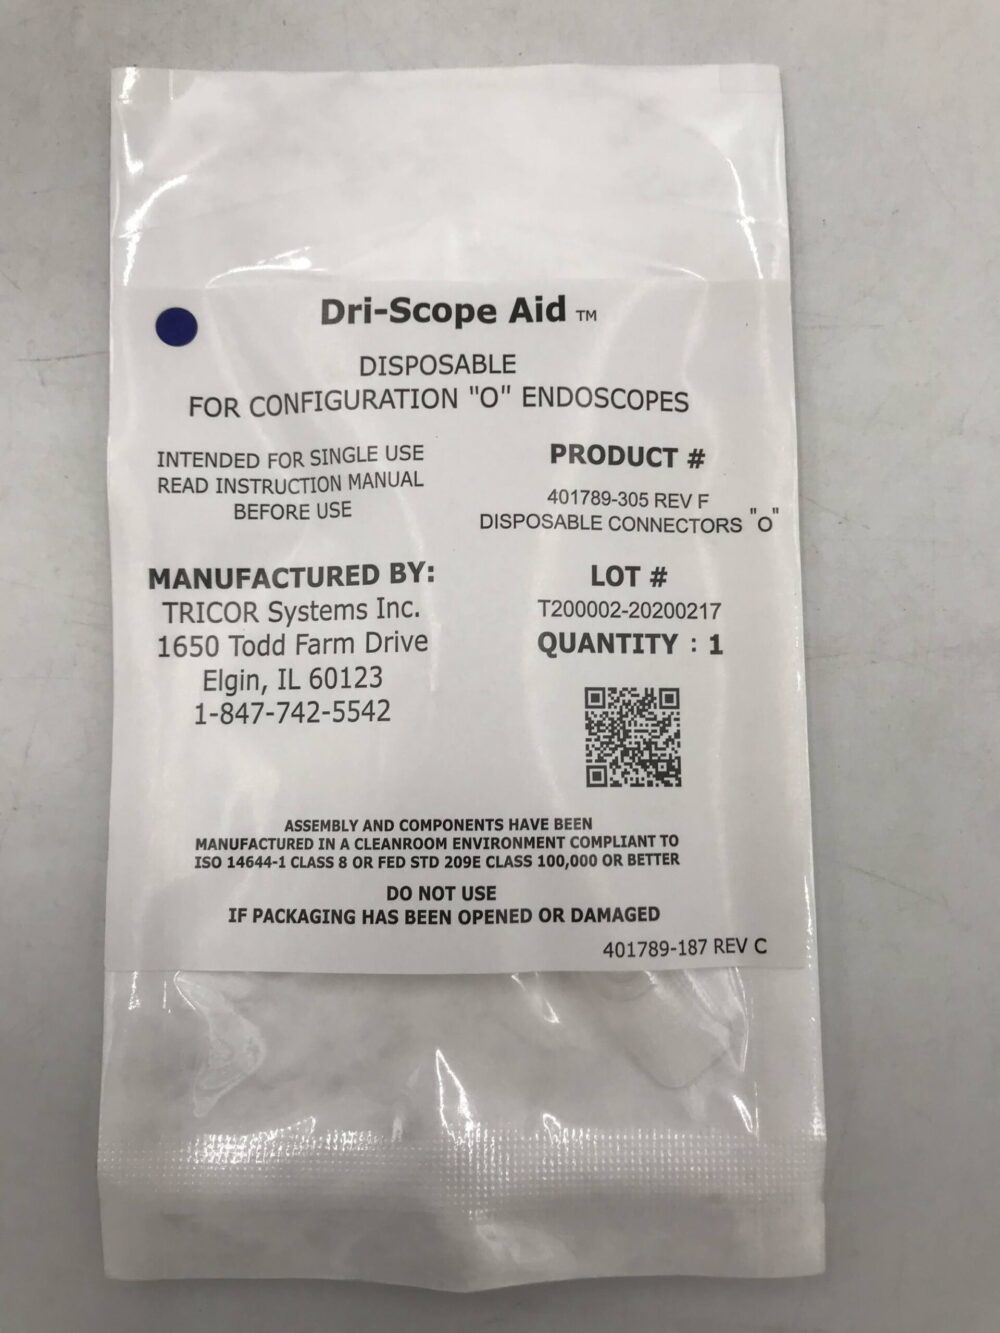 Dri-Scope Aid ™
DISPOSABLE
FOR CONFIGURATION "O" ENDOSCOPES
INTENDED FOR SINGLE USE
READ INSTRUCTION MANUAL
BEFORE USE
PRODUCT #
401789-305 REV F
DISPOSABLE CONNECTORS "O"
MANUFACTURED BY:
TRICOR Systems Inc.
1650 Todd Farm Drive
Elgin, IL 60123
1-847-742-5542
LOT #
T200002-20200217
QUANTITY : 1
ASSEMBLY AND COMPONENTS HAVE BEEN
MANUFACTURED IN A CLEANROOM ENVIRONMENT COMPLIANT TO
ISO 14644-1 CLASS 8 OR FED STD 209E CLASS 100,000 OR BETTER
DO NOT USE
IF PACKAGING HAS BEEN OPENED OR DAMAGED
401789-187 REV C